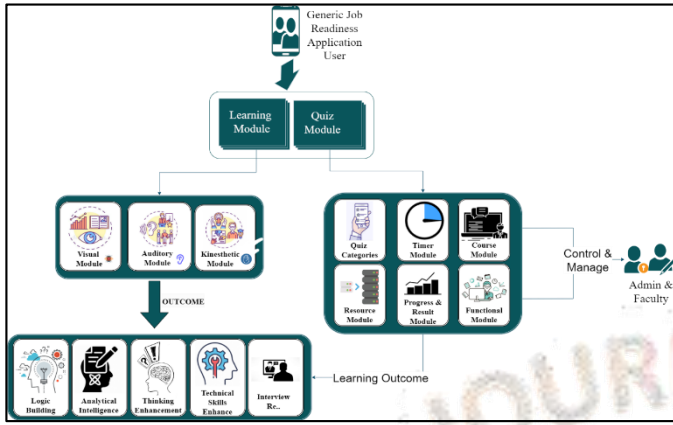 Generic Job
Readiness
Application
User
Learning
Module
Quiz
Module
Visual
Module
Auditory
Module
Kinesthetic
Module
Quiz
Categories
Timer
Module
Course
Module
Resource
Module
Progress &
Result
Module
Functional
Module
Control &
Manage
Admin &
Faculty
OUTCOME
Logic
Building
Analytical
Intelligence
Thinking
Enhancement
Technical
Skills
Enhance
Interview
Re..
Learning Outcome
JOUR